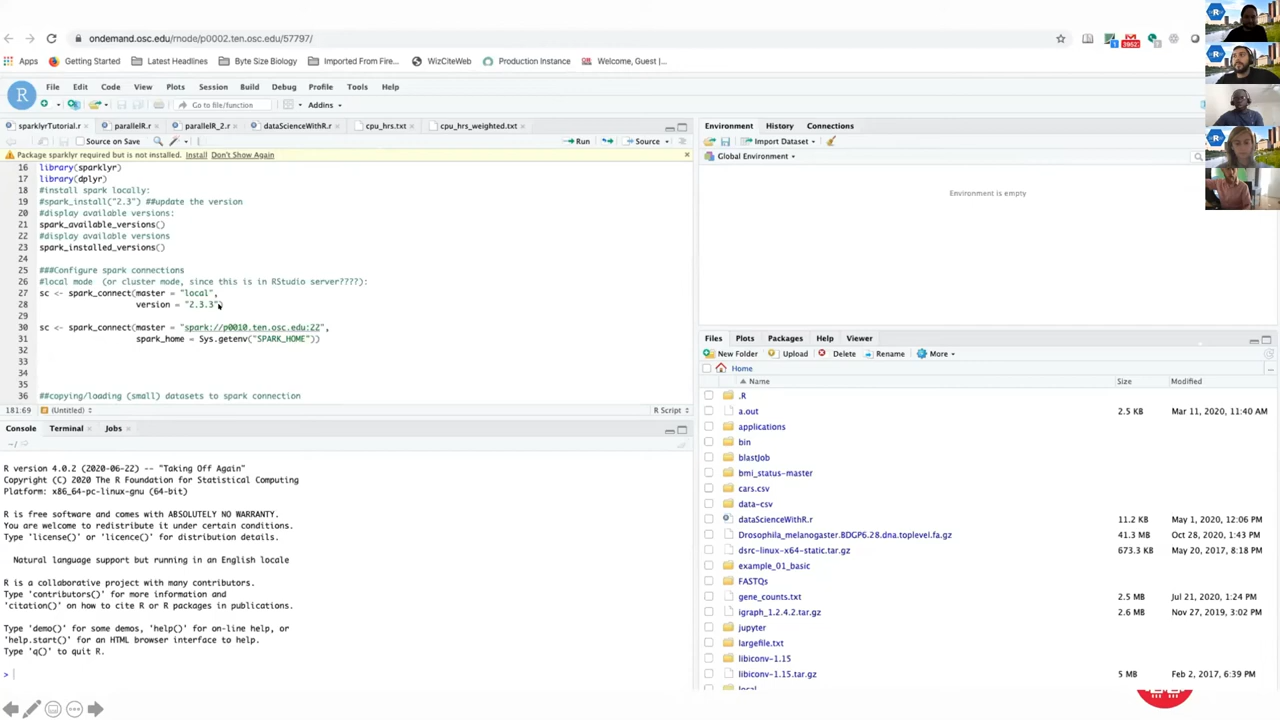 ondemand.osc.edu/rnode/p0002.ten.osc.edu/57797/
Apps Getting Started Latest Headlines Byte Size Biology Imported From Fire... WizCiteWeb Production Instance Welcome, Guest |...
File Edit Code View Plots Session Build Debug Profile Tools Help
Go to file/function Addins
sparklyrTutorial.r parallelR.r parallelR_2.r dataScienceWithR.r cpu_hrs.txt cpu_hrs_weighted.txt
Source on Save Run Source
Package sparklyr required but is not installed. Install Don't Show Again
16 library(sparklyr)
17 library(dplyr)
18 #install spark locally:
19 #spark_install("2.3") ##update the version
20 #display available versions:
21 spark_available_versions()
22 #display available versions
23 spark_installed_versions()
24
25 ###Configure spark connections
26 #local mode (or cluster mode, since this is in RStudio server????):
27 sc <- spark_connect(master = "local",
28 version = "2.3.3")
29
30 sc <- spark_connect(master = "spark://p0010.ten.osc.edu:22",
31 spark_home = Sys.getenv("SPARK_HOME"))
32
33
34
35
36 ##copying/loading (small) datasets to spark connection
181:69 (Untitled) R Script
Console Terminal Jobs
~/
R version 4.0.2 (2020-06-22) -- "Taking Off Again"
Copyright (C) 2020 The R Foundation for Statistical Computing
Platform: x86_64-pc-linux-gnu (64-bit)
R is free software and comes with ABSOLUTELY NO WARRANTY.
You are welcome to redistribute it under certain conditions.
Type 'license()' or 'licence()' for distribution details.
Natural language support but running in an English locale
R is a collaborative project with many contributors.
Type 'contributors()' for more information and
'citation()' on how to cite R or R packages in publications.
Type 'demo()' for some demos, 'help()' for on-line help, or
'help.start()' for an HTML browser interface to help.
Type 'q()' to quit R.
>
Environment History Connections
Import Dataset
Global Environment
Environment is empty
Files Plots Packages Help Viewer
New Folder Upload Delete Rename More
Home
Name Size Modified
.R
a.out 2.5 KB Mar 11, 2020, 11:40 AM
applications
bin
blastJob
bmi_status-master
cars.csv
data-csv
dataScienceWithR.r 11.2 KB May 1, 2020, 12:06 PM
Drosophila_melanogaster.BDGP6.28.dna.toplevel.fa.gz 41.3 MB Oct 28, 2020, 1:43 PM
dsrc-linux-x64-static.tar.gz 673.3 KB May 20, 2017, 8:18 PM
example_01_basic
FASTQs
gene_counts.txt 2.5 MB Jul 21, 2020, 1:24 PM
igraph_1.2.4.2.tar.gz 2.6 MB Nov 27, 2019, 3:02 PM
jupyter
largefile.txt
libiconv-1.15
libiconv-1.15.tar.gz 5 MB Feb 2, 2017, 6:39 PM
local